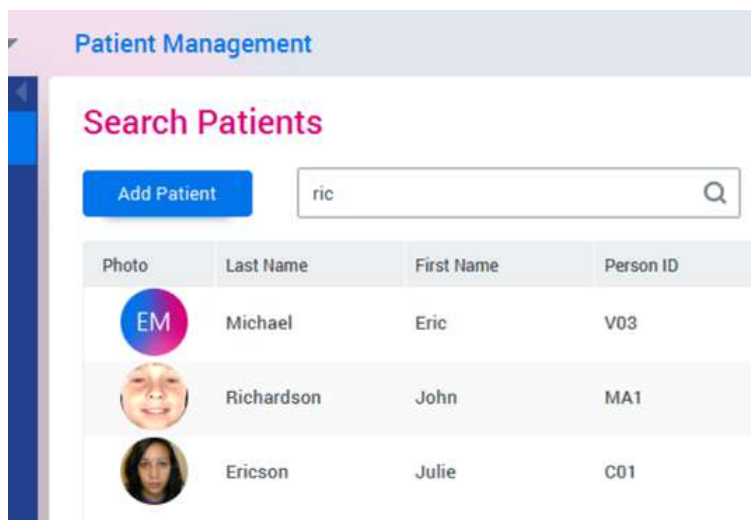 Patient Management
Search Patients
Add Patient
ric
Photo Last Name First Name Person ID
EM Michael Eric V03
Richardson John MA1
Ericson Julie C01